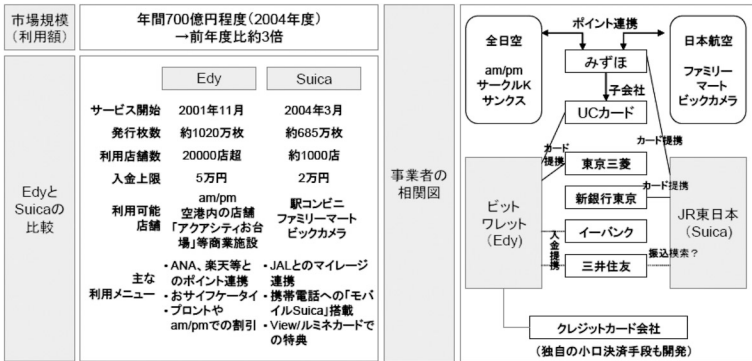 市場規模
(利用額)
年間700億円程度(2004年度)
→前年度比約3倍
Edyと
Suicaの
比較
Edy
Suica
サービス開始
2001年11月
2004年3月
発行枚数
約1020万枚
約685万枚
利用店舗数
20000店超
約1000店
入金上限
5万円
2万円
利用可能
店舗
am/pm
空港内の店舗
「アクアシティお台
場」等商業施設
駅コンビニ
ファミリーマート
ビックカメラ
主な
利用メニュー
・ANA、楽天等と
のポイント連携
・おサイフケータイ
・プロントや
am/pmでの割引
・JALとのマイレージ
連携
・携帯電話への「モバ
イルSuica」搭載
・View/ルミネカードで
の特典
事業者の
相関図
ポイント連携
全日空
am/pm
サークルK
サンクス
みずほ
子会社
UCカード
日本航空
ファミリー
マート
ビックカメラ
カード提携
カード
提携
東京三菱
新銀行東京
カード提携
ビット
ワレット
(Edy)
イーバンク
JR東日本
(Suica)
入金提携
三井住友
振込模索？
クレジットカード会社
(独自の小口決済手段も開発)